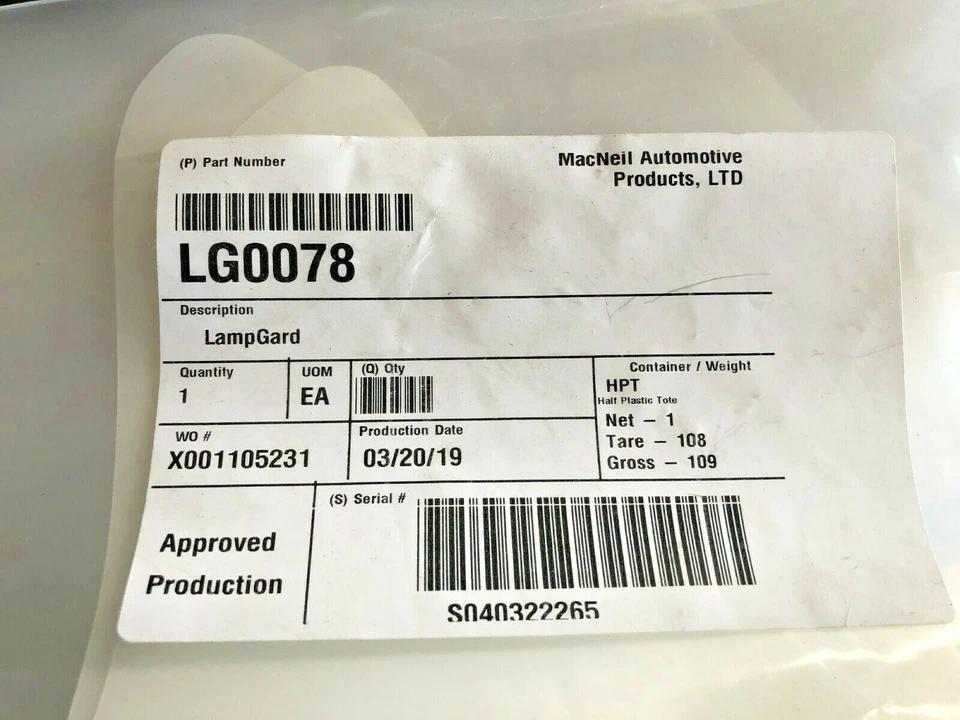 (P) Part Number
MacNeil Automotive
Products, LTD
LG0078
Description
LampGard
Quantity
1
UOM
EA
(Q) Qty
Container / Weight
HPT
Half Plastic Tote
Net – 1
Tare – 108
Gross – 109
WO #
X001105231
Production Date
03/20/19
Approved
Production
(S) Serial #
S040322265